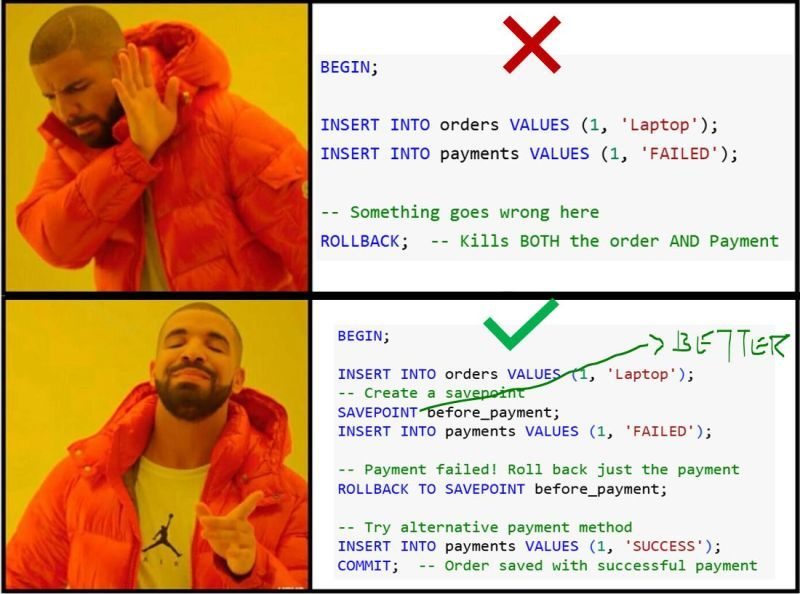 BEGIN;
INSERT INTO orders VALUES (1, 'Laptop');
INSERT INTO payments VALUES (1, 'FAILED');
-- Something goes wrong here
ROLLBACK;  -- Kills BOTH the order AND Payment
BEGIN;
BETTER
INSERT INTO orders VALUES (1, 'Laptop');
-- Create a savepoint
SAVEPOINT before_payment;
INSERT INTO payments VALUES (1, 'FAILED');
-- Payment failed! Roll back just the payment
ROLLBACK TO SAVEPOINT before_payment;
-- Try alternative payment method
INSERT INTO payments VALUES (1, 'SUCCESS');
COMMIT;  -- Order saved with successful payment
AIR